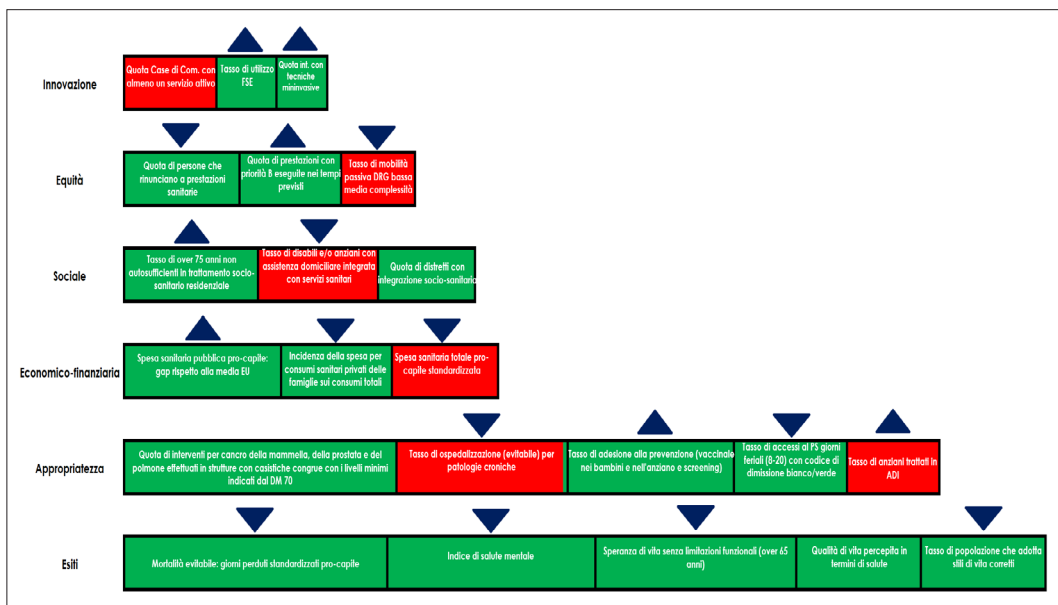 Innovazione
Quota Case di Com. con
almeno un servizio attivo
Tasso di utilizzo
FSE
Quota int. con
tecniche
mininvasive
Equità
Quota di persone che
rinunciano a prestazioni
sanitarie
Quota di prestazioni con
priorità B eseguite nei tempi
previsti
Tasso di mobilità
passiva DRG bassa
media complessità
Sociale
Tasso di over 75 anni non
autosufficienti in trattamento socio-
sanitario residenziale
Tasso di disabili e/o anziani con
assistenza domiciliare integrata
con servizi sanitari
Quota di distretti con
integrazione socio-sanitaria
Economico-finanziaria
Spesa sanitaria pubblica pro-capite:
gap rispetto alla media EU
Incidenza della spesa per
consumi sanitari privati delle
famiglie sui consumi totali
Spesa sanitaria totale pro-
capite standardizzata
Appropriatezza
Quota di interventi per cancro della mammella, della prostata e del
polmone effettuati in strutture con casistiche congrue con i livelli minimi
indicati dal DM 70
Tasso di ospedalizzazione (evitabile) per
patologie croniche
Tasso di adesione alla prevenzione (vaccinale
nei bambini e nell'anziano e screening)
Tasso di accessi al PS giorni
feriali (8-20) con codice di
dimissione bianco/verde
Tasso di anziani trattati in
ADI
Esiti
Mortalità evitabile: giorni perduti standardizzati pro-capite
Indice di salute mentale
Speranza di vita senza limitazioni funzionali (over 65
anni)
Qualità di vita percepita in
termini di salute
Tasso di popolazione che adotta
stili di vita corretti